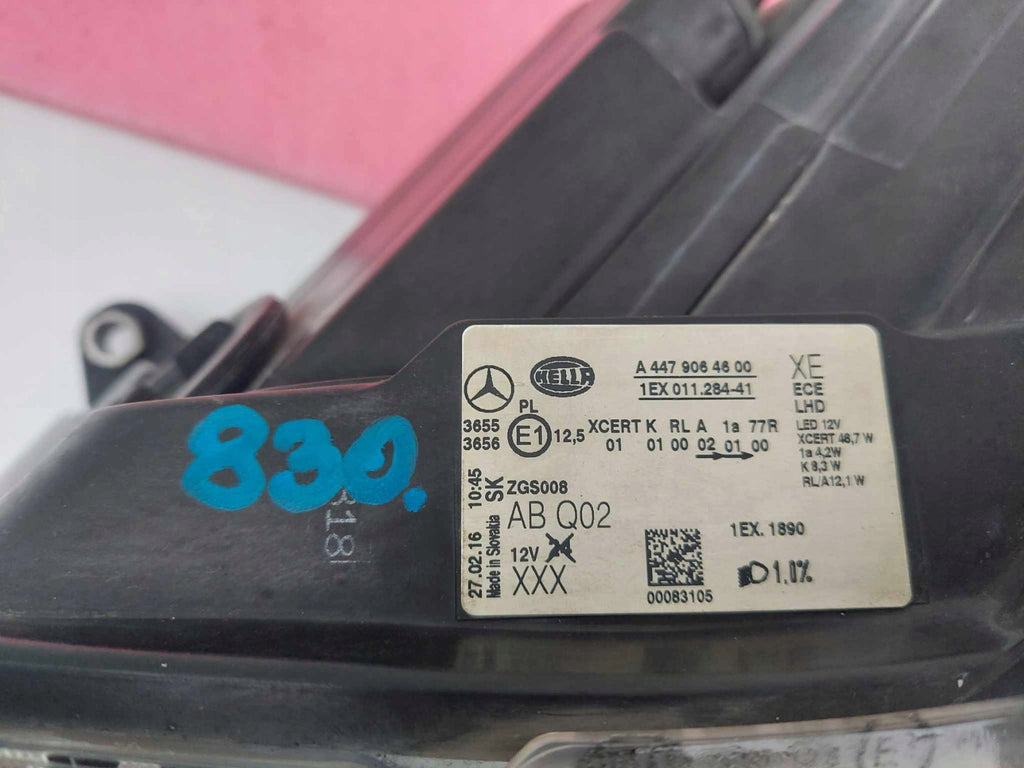 830.
318
HELLA
A 447 906 46 00
1EX 011.284-41
XE
ECE
LHD
LED 12V
XCERT 46,7 W
1a 4,2W
K 8,3 W
RL/A12,1 W
PL
3655
3656
E1
12,5
XCERT K RL A 1a 77R
01 01 00 02 01 00
27.02.16 10:45
Made in Slovakia SK
ZGS008
AB Q02
12V
XXX
00083105
1EX. 1890
1.0%